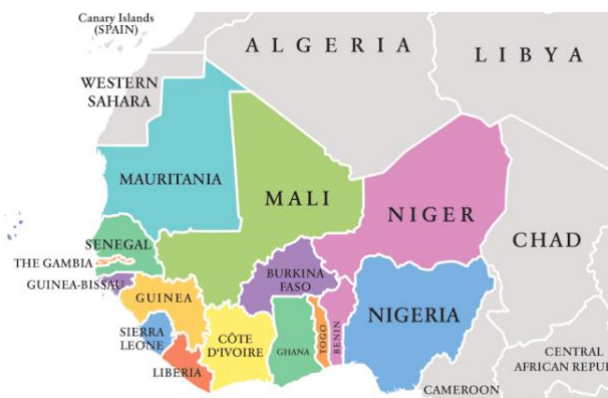 Canary Islands
(SPAIN)
ALGERIA
LIBYA
WESTERN
SAHARA
MAURITANIA
MALI
NIGER
CHAD
SENEGAL
THE GAMBIA
GUINEA-BISSAU
GUINEA
BURKINA
FASO
NIGERIA
SIERRA
LEONE
CÔTE
D'IVOIRE
GHANA
TOGO
BENIN
LIBERIA
CENTRAL
AFRICAN REPU
CAMEROON